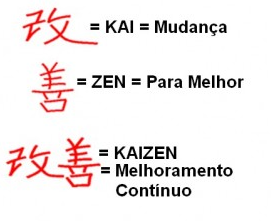 改 = KAI = Mudança
善 = ZEN = Para Melhor
改善 = KAIZEN
= Melhoramento
Contínuo